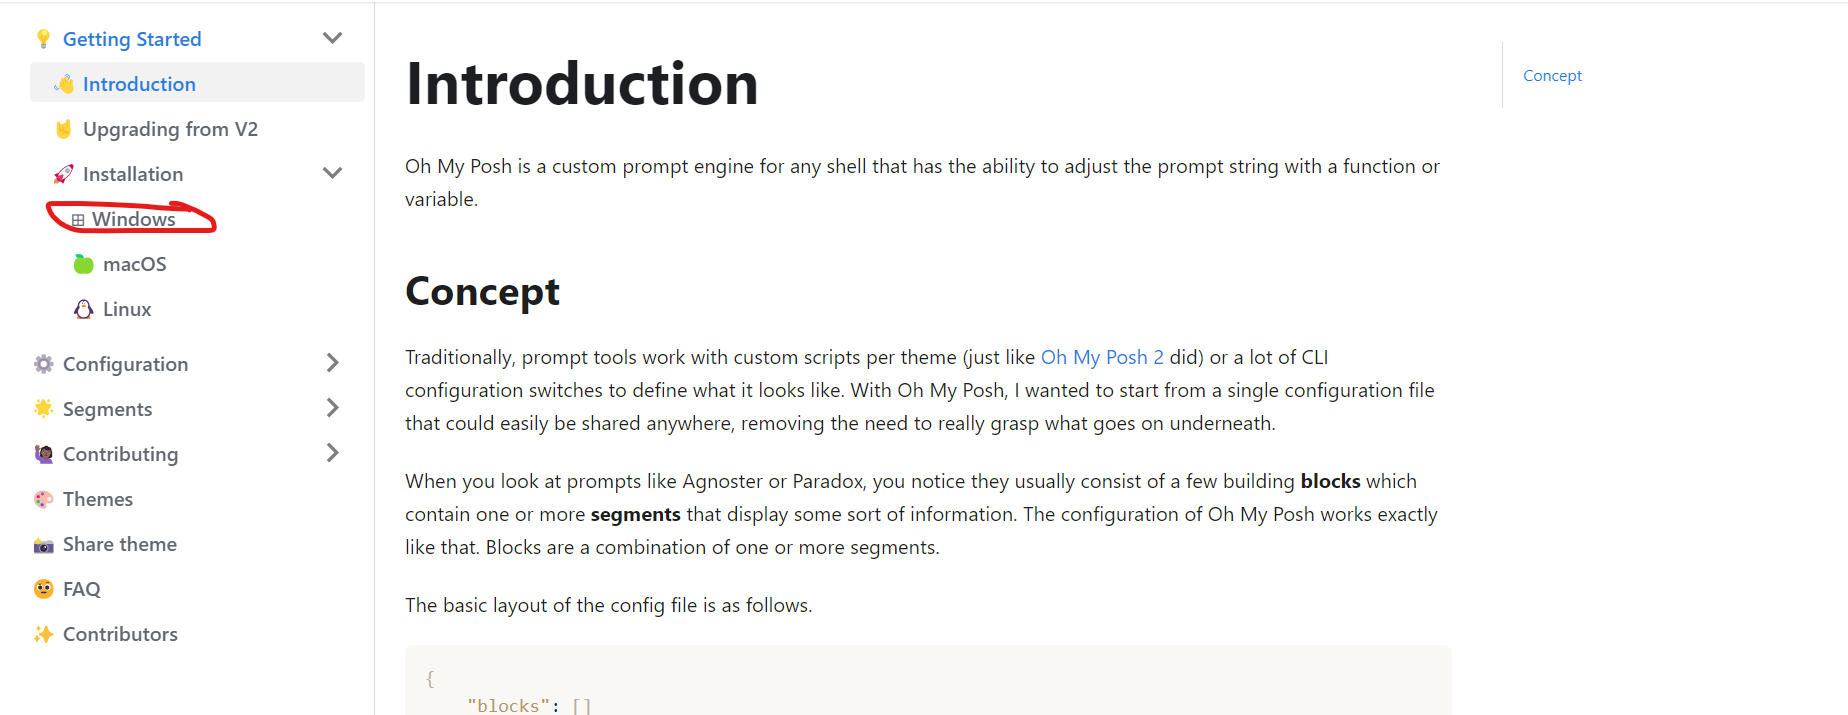 Getting Started
Introduction
Upgrading from V2
Installation
Windows
macOS
Linux
Configuration
Segments
Contributing
Themes
Share theme
FAQ
Contributors
Introduction
Oh My Posh is a custom prompt engine for any shell that has the ability to adjust the prompt string with a function or
variable.
Concept
Traditionally, prompt tools work with custom scripts per theme (just like Oh My Posh 2 did) or a lot of CLI
configuration switches to define what it looks like. With Oh My Posh, I wanted to start from a single configuration file
that could easily be shared anywhere, removing the need to really grasp what goes on underneath.
When you look at prompts like Agnoster or Paradox, you notice they usually consist of a few building blocks which
contain one or more segments that display some sort of information. The configuration of Oh My Posh works exactly
like that. Blocks are a combination of one or more segments.
The basic layout of the config file is as follows.
{
"blocks": []
Concept